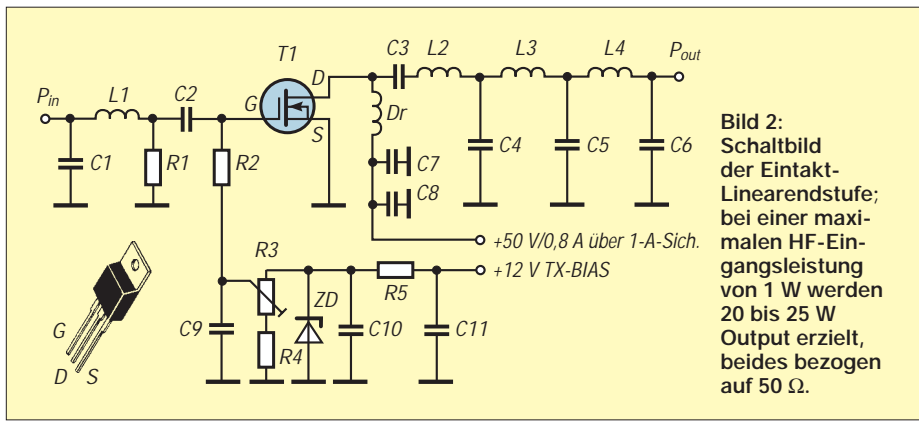 T1
C3
L2
L3
L4
P_out
P_in
L1
C2
D
G
S
Dr
C1
R1
R2
C7
C8
C4
C5
C6
+50 V/0,8 A über 1-A-Sich.
+12 V TX-BIAS
R3
R5
ZD
C9
R4
C10
C11
G
D S
Bild 2:
Schaltbild
der Eintakt-
Linearendstufe;
bei einer maxi-
malen HF-Ein-
gangsleistung
von 1 W werden
20 bis 25 W
Output erzielt,
beides bezogen
auf 50 Ω.